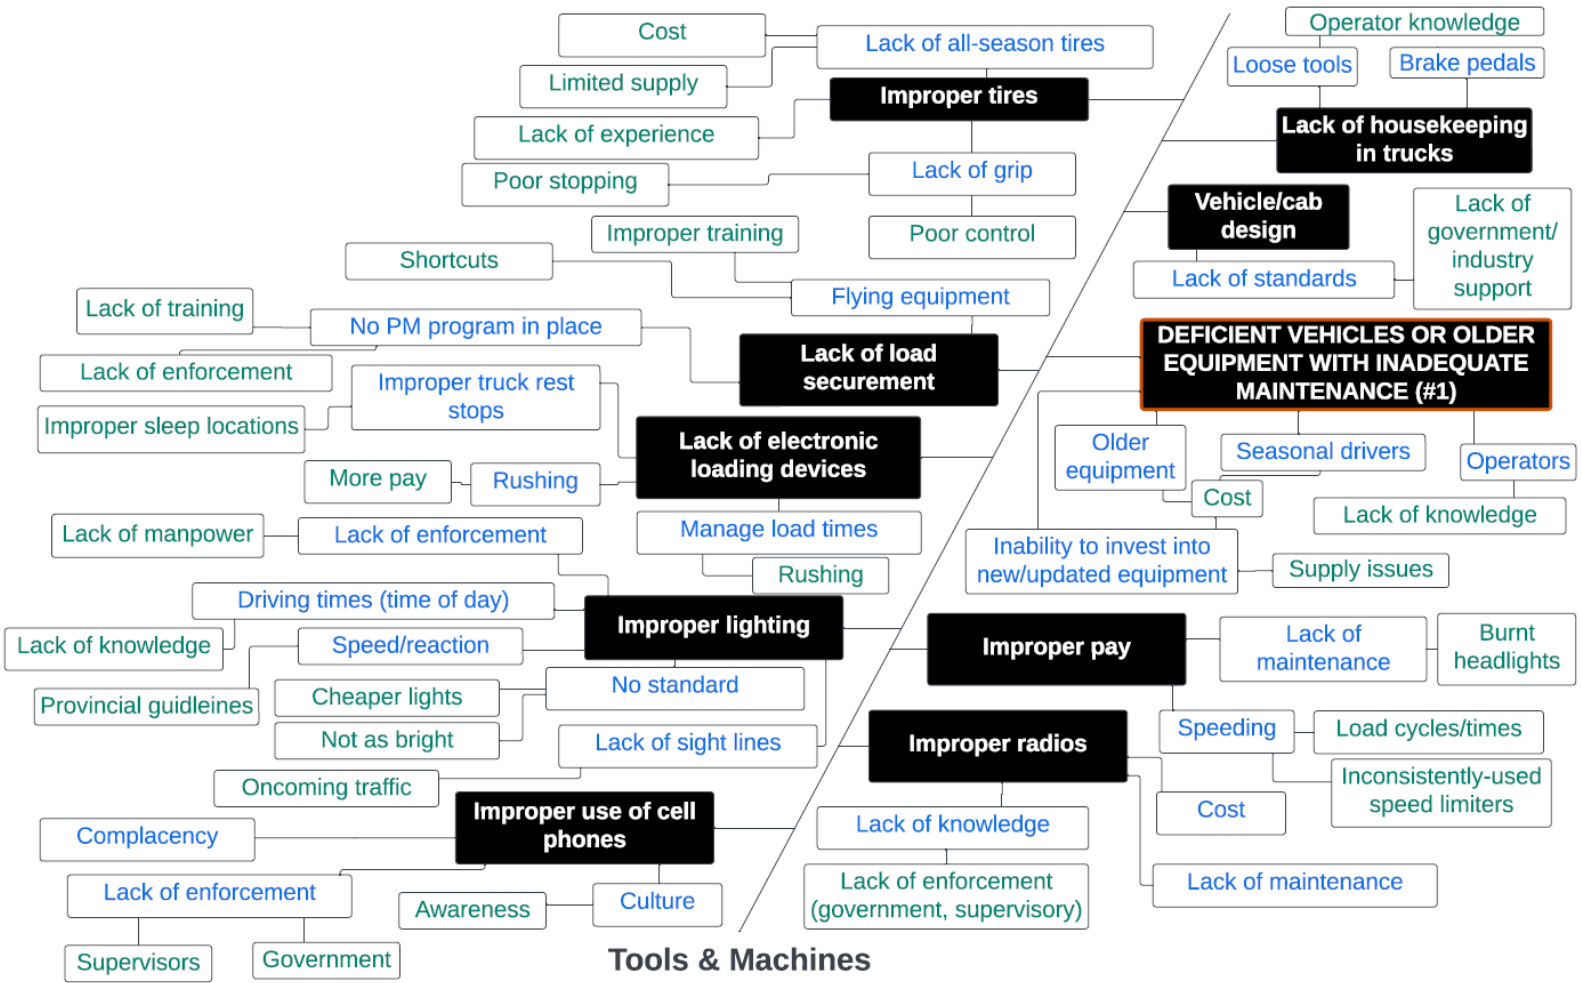 Cost
Lack of all-season tires
Limited supply
Improper tires
Lack of experience
Lack of grip
Poor stopping
Poor control
Improper training
Shortcuts
Flying equipment
Lack of training
No PM program in place
Lack of enforcement
Lack of load
securement
Improper truck rest
stops
Improper sleep locations
Lack of electronic
loading devices
More pay
Rushing
Manage load times
Rushing
Lack of manpower
Lack of enforcement
Driving times (time of day)
Improper lighting
Lack of knowledge
Speed/reaction
Provincial guidleines
No standard
Cheaper lights
Not as bright
Lack of sight lines
Oncoming traffic
Improper use of cell
phones
Complacency
Lack of enforcement
Culture
Awareness
Supervisors
Government
Operator knowledge
Loose tools
Brake pedals
Lack of housekeeping
in trucks
Vehicle/cab
design
Lack of standards
Lack of
government/
industry
support
DEFICIENT VEHICLES OR OLDER
EQUIPMENT WITH INADEQUATE
MAINTENANCE (#1)
Older
equipment
Seasonal drivers
Operators
Cost
Lack of knowledge
Inability to invest into
new/updated equipment
Supply issues
Improper pay
Lack of
maintenance
Burnt
headlights
Speeding
Load cycles/times
Inconsistently-used
speed limiters
Improper radios
Cost
Lack of knowledge
Lack of enforcement
(government, supervisory)
Lack of maintenance
Tools & Machines